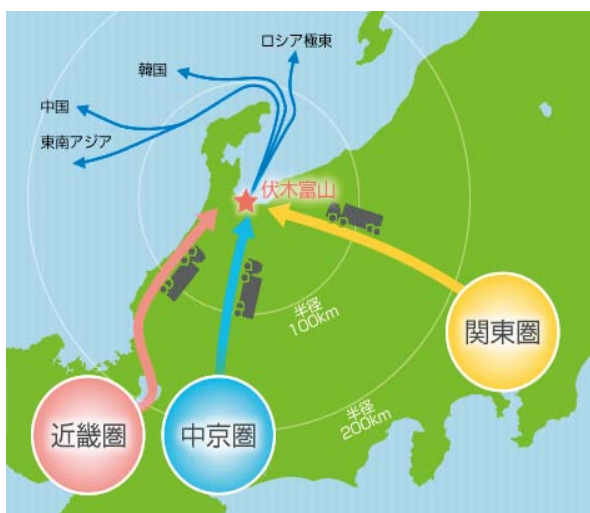 ロシア極東
韓国
中国
東南アジア
伏木富山
半径
100km
関東圏
半径
200km
近畿圏
中京圏